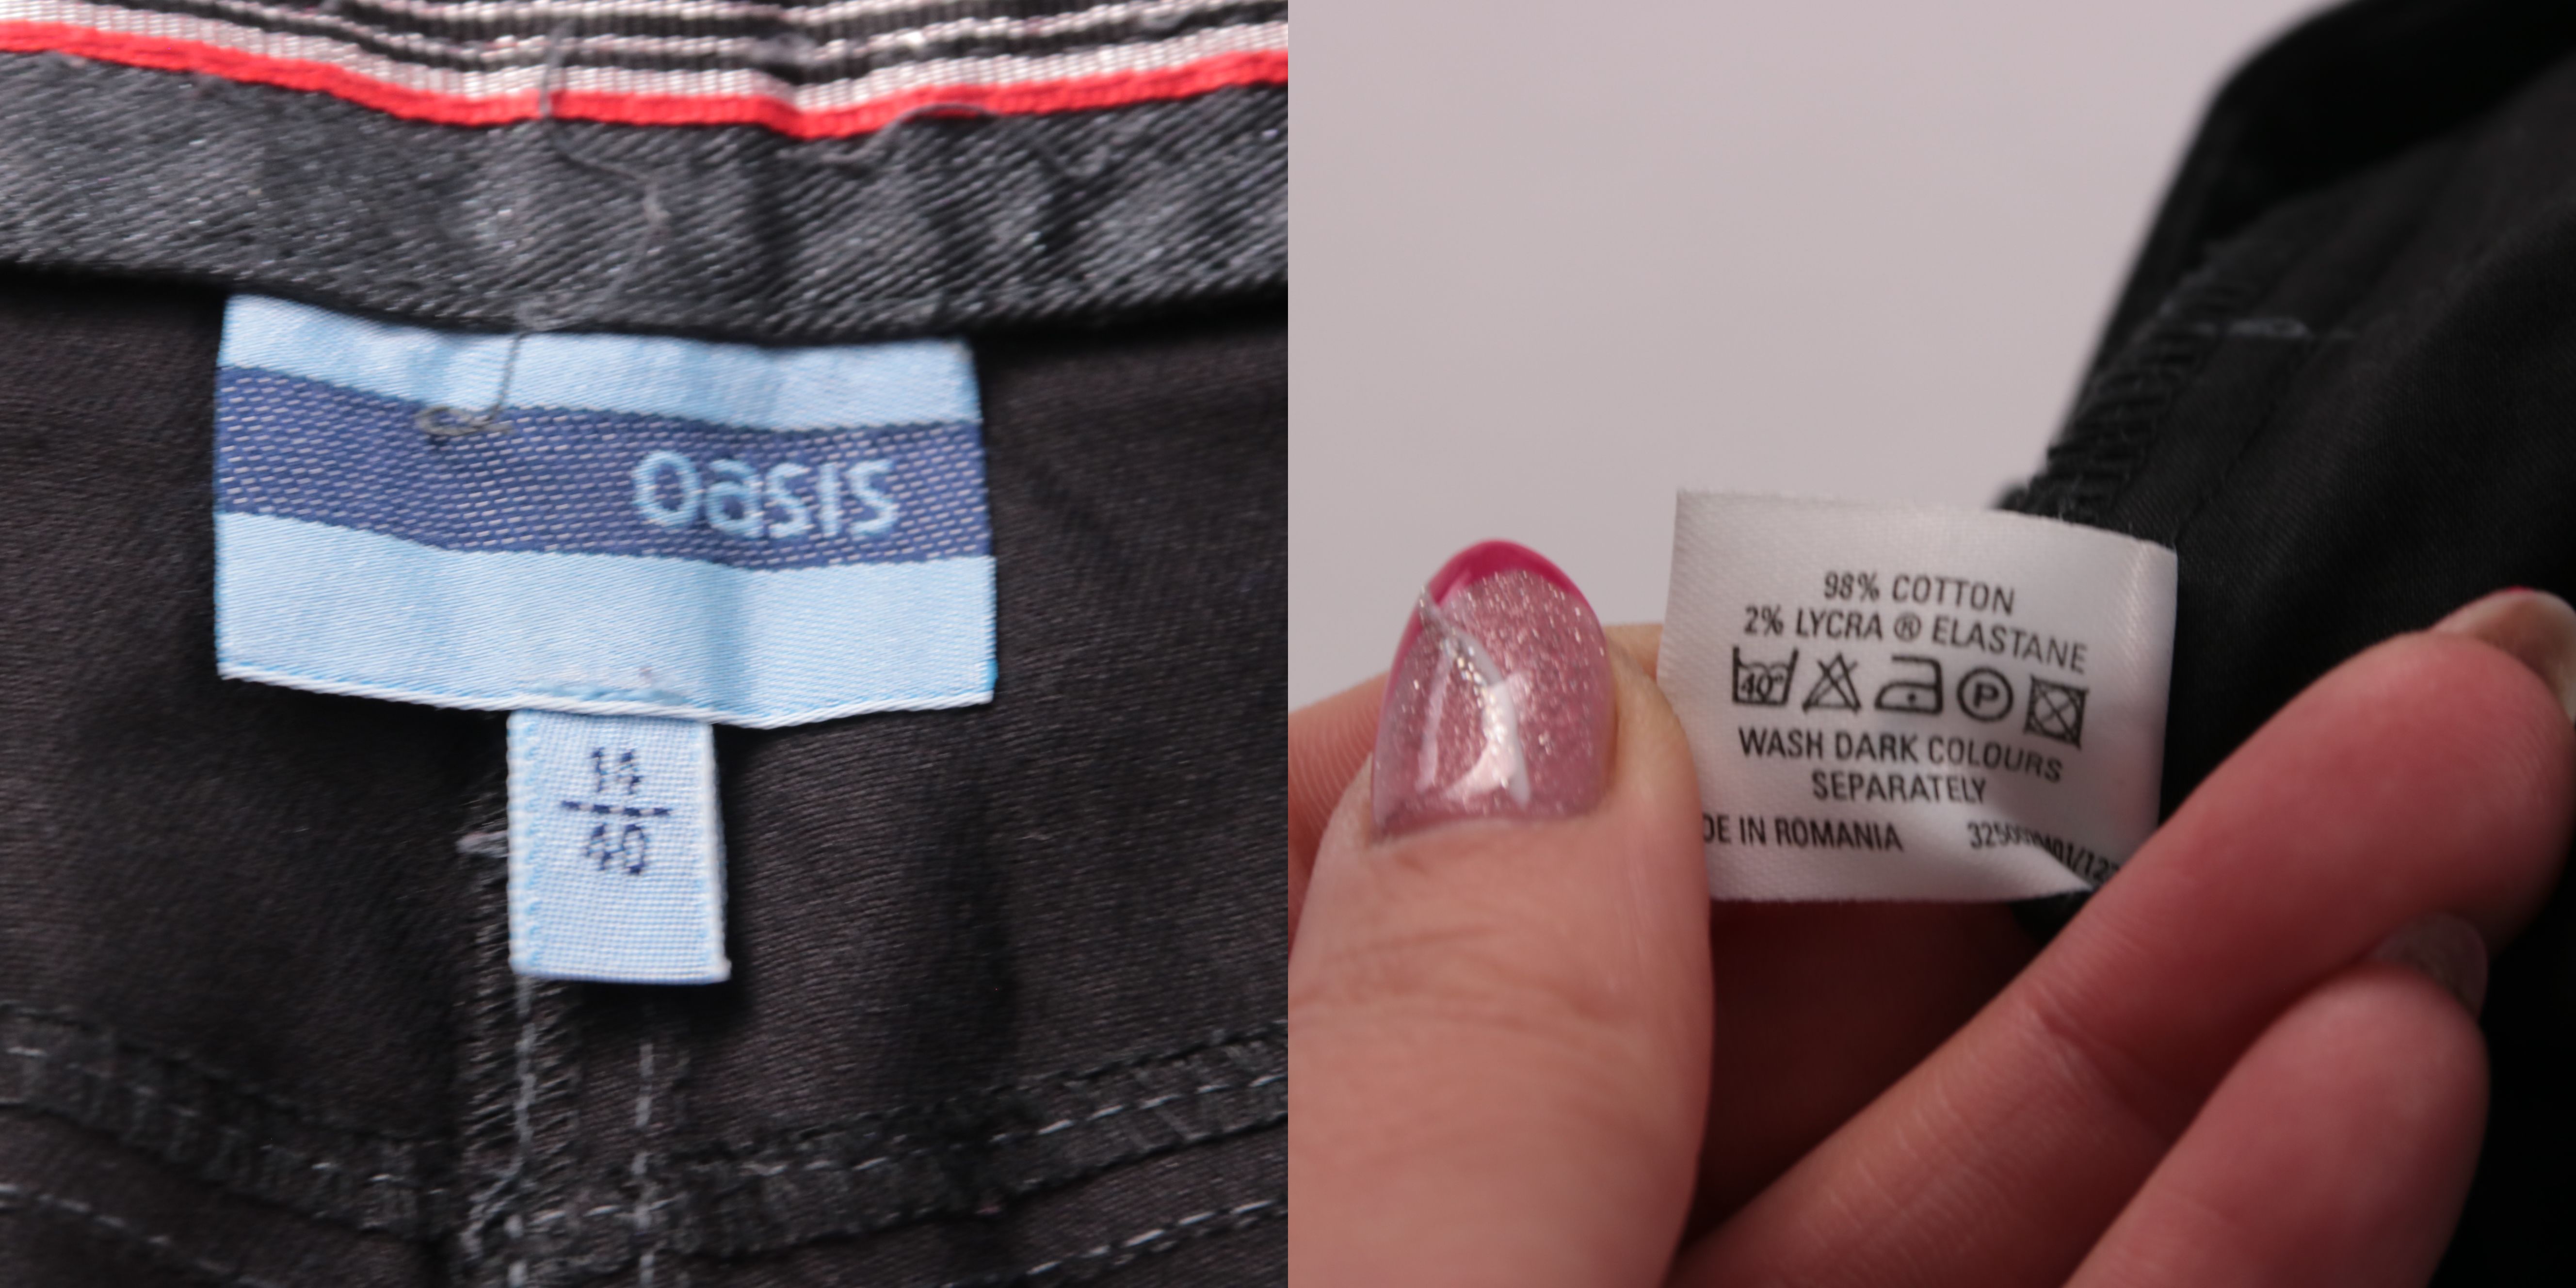 oasis
14
40
98% COTTON
2% LYCRA ® ELASTANE
40° P
WASH DARK COLOURS
SEPARATELY
DE IN ROMANIA